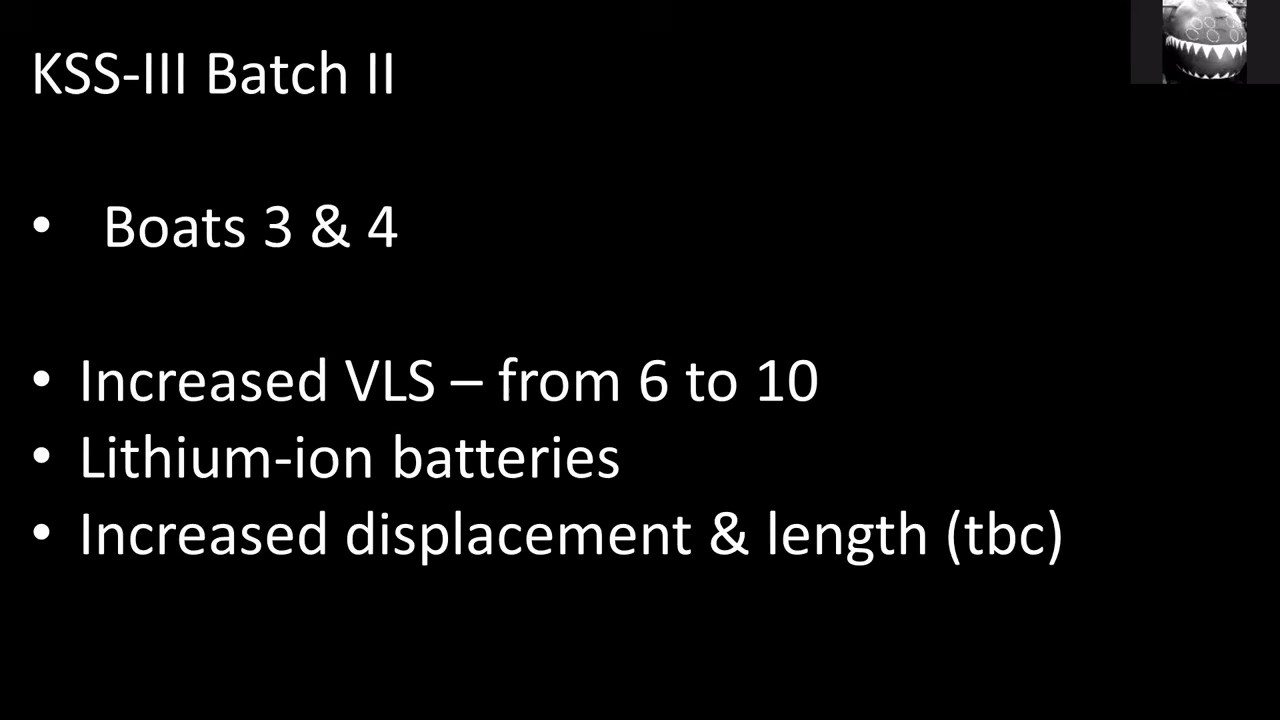 KSS-III Batch II
• Boats 3 & 4
• Increased VLS – from 6 to 10
• Lithium-ion batteries
• Increased displacement & length (tbc)